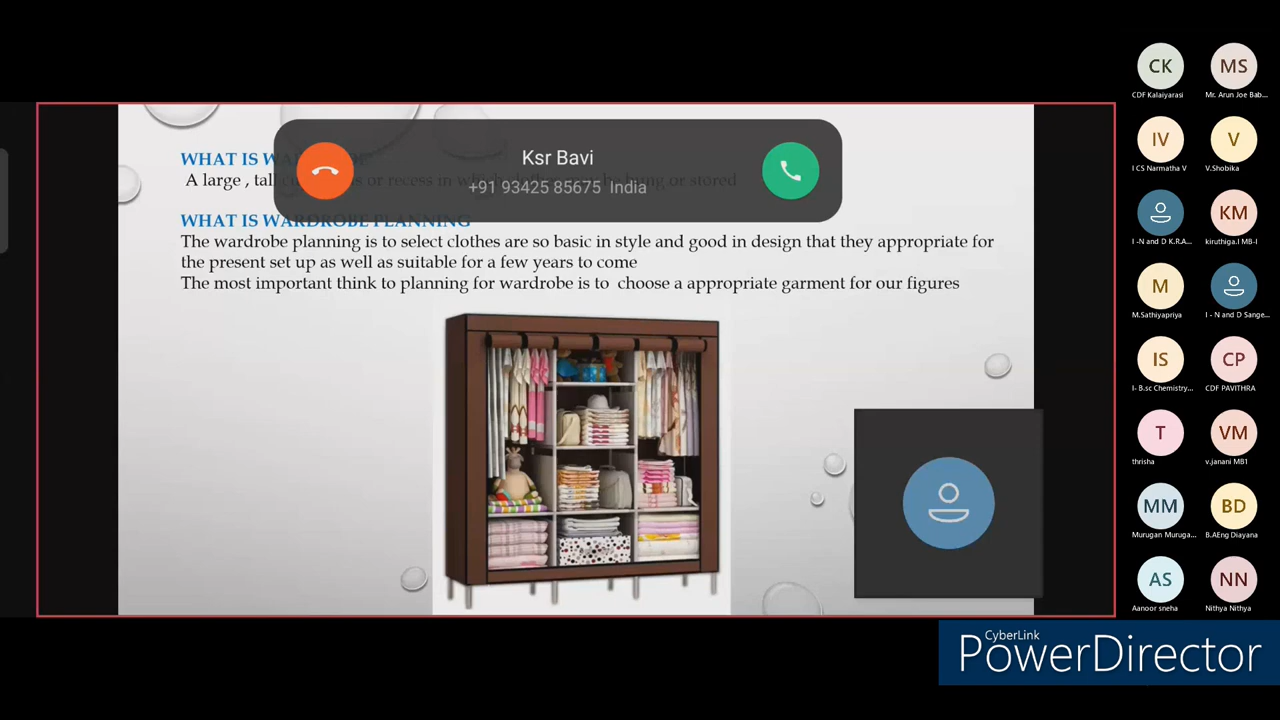 WHAT IS
A large , tall
Ksr Bavi
+91 93425 85675 India
be hung or stored
WHAT IS WARDROBE PLANNING
The wardrobe planning is to select clothes are so basic in style and good in design that they appropriate for
the present set up as well as suitable for a few years to come
The most important think to planning for wardrobe is to choose a appropriate garment for our figures
CK
CDF Kalaiyarasi
MS
Mr. Arun Joe Bab...
IV
I CS Narmatha V
V
V.Shobika
I -N and D K.R.A...
KM
kiruthiga.I MB-I
M
M.Sathiyapriya
I - N and D Sange...
IS
I- B.sc Chemistry...
CP
CDF PAVITHRA
T
thrisha
VM
v.janani MB1
MM
Murugan Muruga...
BD
B.AEng Diayana
AS
Aanoor sneha
NN
Nithya Nithya
CyberLink
PowerDirector